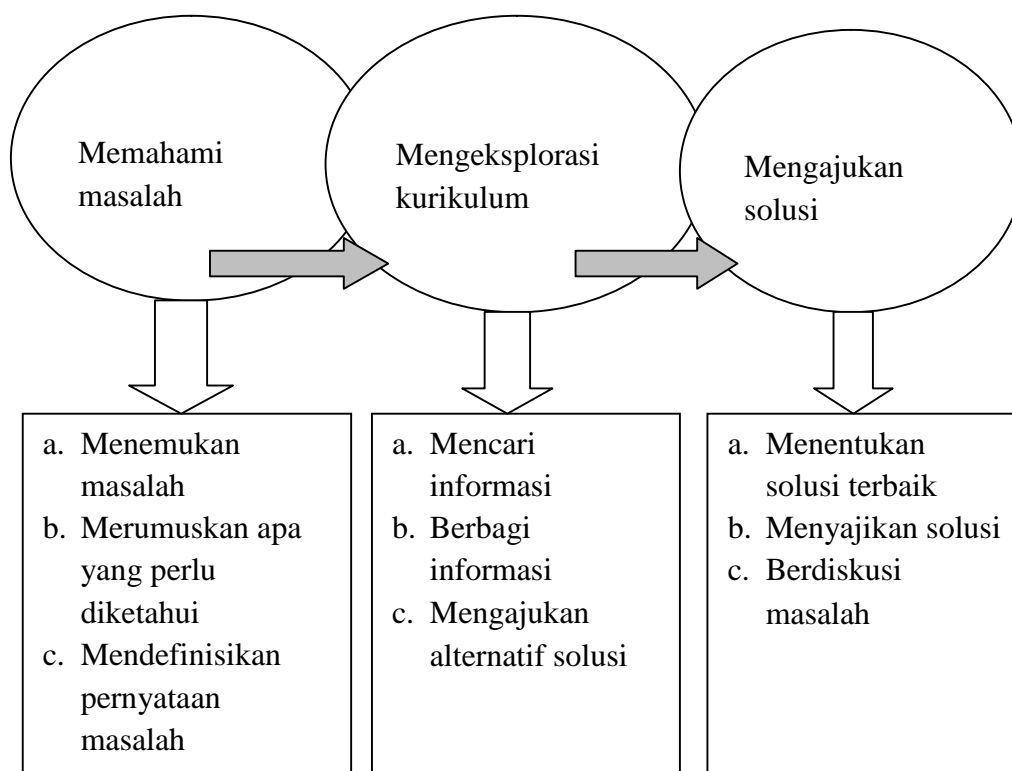 Memahami
masalah
Mengeksplorasi
kurikulum
Mengajukan
solusi
a. Menemukan
masalah
b. Merumuskan apa
yang perlu
diketahui
c. Mendefinisikan
pernyataan
masalah
a. Mencari
informasi
b. Berbagi
informasi
c. Mengajukan
alternatif solusi
a. Menentukan
solusi terbaik
b. Menyajikan solusi
c. Berdiskusi
masalah